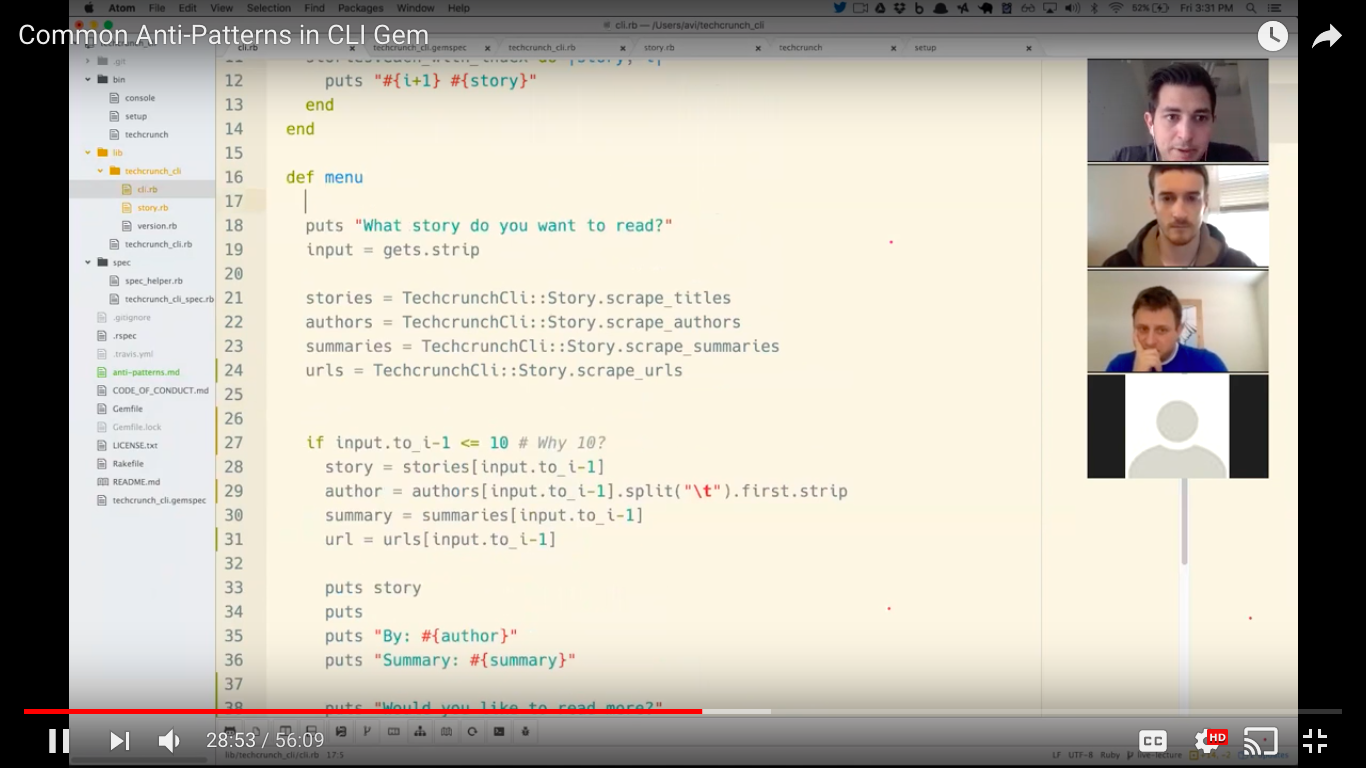 Atom File Edit View Selection Find Packages Window Help
52% Fri 3:31 PM
cli.rb — /Users/avi/techcrunch_cli
Common Anti-Patterns in CLI Gem
cli.rb techcrunch_cli.gemspec techcrunch_cli.rb story.rb techcrunch setup
.git
bin
console
setup
techcrunch
lib
techcrunch_cli
cli.rb
story.rb
version.rb
techcrunch_cli.rb
spec
spec_helper.rb
techcrunch_cli_spec.rb
.gitignore
.rspec
.travis.yml
anti-patterns.md
CODE_OF_CONDUCT.md
Gemfile
Gemfile.lock
LICENSE.txt
Rakefile
README.md
techcrunch_cli.gemspec
12 puts "#{i+1} #{story}"
13 end
14 end
15
16 def menu
17
18 puts "What story do you want to read?"
19 input = gets.strip
20
21 stories = TechcrunchCli::Story.scrape_titles
22 authors = TechcrunchCli::Story.scrape_authors
23 summaries = TechcrunchCli::Story.scrape_summaries
24 urls = TechcrunchCli::Story.scrape_urls
25
26
27 if input.to_i-1 <= 10 # Why 10?
28 story = stories[input.to_i-1]
29 author = authors[input.to_i-1].split("\t").first.strip
30 summary = summaries[input.to_i-1]
31 url = urls[input.to_i-1]
32
33 puts story
34 puts
35 puts "By: #{author}"
36 puts "Summary: #{summary}"
37
38 puts "Would you like to read more?"
28:53 / 56:09
CC HD
lib/techcrunch_cli/cli.rb 17:5
LF UTF-8 Ruby live-lecture